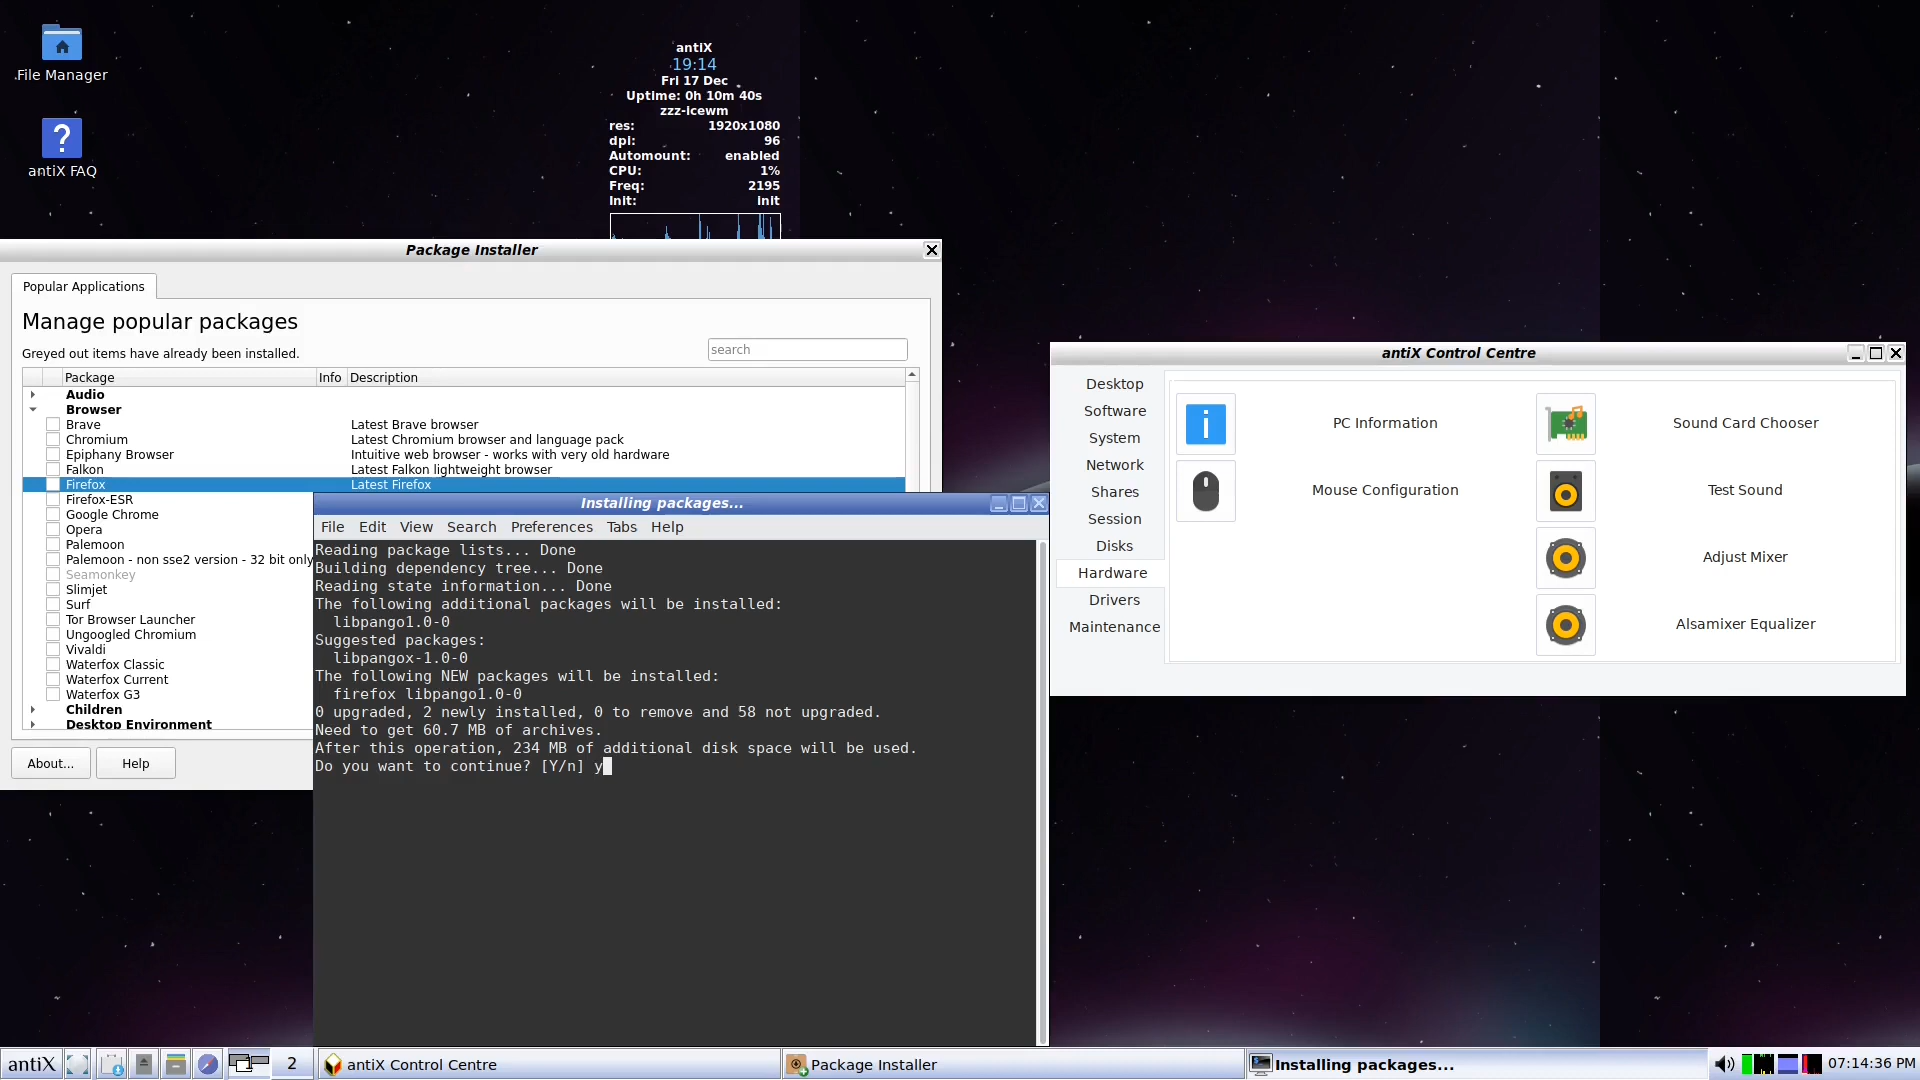 File Manager
antiX FAQ
antiX
19:14
Fri 17 Dec
Uptime: 0h 10m 40s
zzz-icewm
res: 1920x1080
dpi: 96
Automount: enabled
CPU: 1%
Freq: 2195
Init: init
Package Installer
Popular Applications
Manage popular packages
Greyed out items have already been installed.
search
Package Info Description
Audio
Browser
Brave Latest Brave browser
Chromium Latest Chromium browser and language pack
Epiphany Browser Intuitive web browser - works with very old hardware
Falkon Latest Falkon lightweight browser
Firefox Latest Firefox
Firefox-ESR
Google Chrome
Opera
Palemoon
Palemoon - non sse2 version - 32 bit only
Seamonkey
Slimjet
Surf
Tor Browser Launcher
Ungoogled Chromium
Vivaldi
Waterfox Classic
Waterfox Current
Waterfox G3
Children
Desktop Environment
About...
Help
Installing packages...
File Edit View Search Preferences Tabs Help
Reading package lists... Done
Building dependency tree... Done
Reading state information... Done
The following additional packages will be installed:
libpango1.0-0
Suggested packages:
libpangox-1.0-0
The following NEW packages will be installed:
firefox libpango1.0-0
0 upgraded, 2 newly installed, 0 to remove and 58 not upgraded.
Need to get 60.7 MB of archives.
After this operation, 234 MB of additional disk space will be used.
Do you want to continue? [Y/n] y
antiX Control Centre
Desktop
Software
System
Network
Shares
Session
Disks
Hardware
Drivers
Maintenance
PC Information
Sound Card Chooser
Mouse Configuration
Test Sound
Adjust Mixer
Alsamixer Equalizer
antiX
1
2
antiX Control Centre
Package Installer
Installing packages...
07:14:36 PM